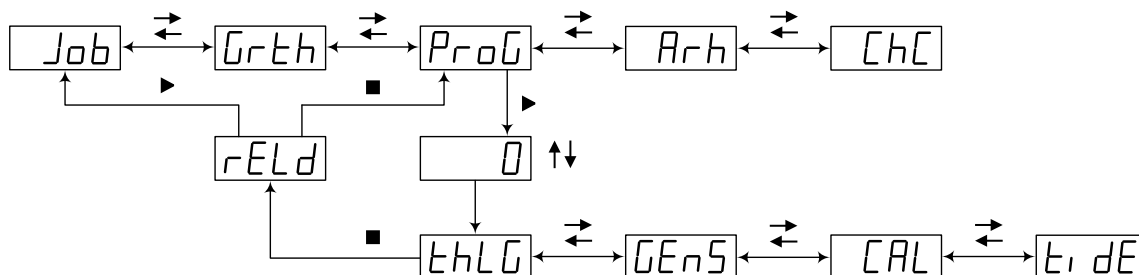 Job GrtH ProG Arh ChC
rELd 0
thLG GEnS CAL ti dE